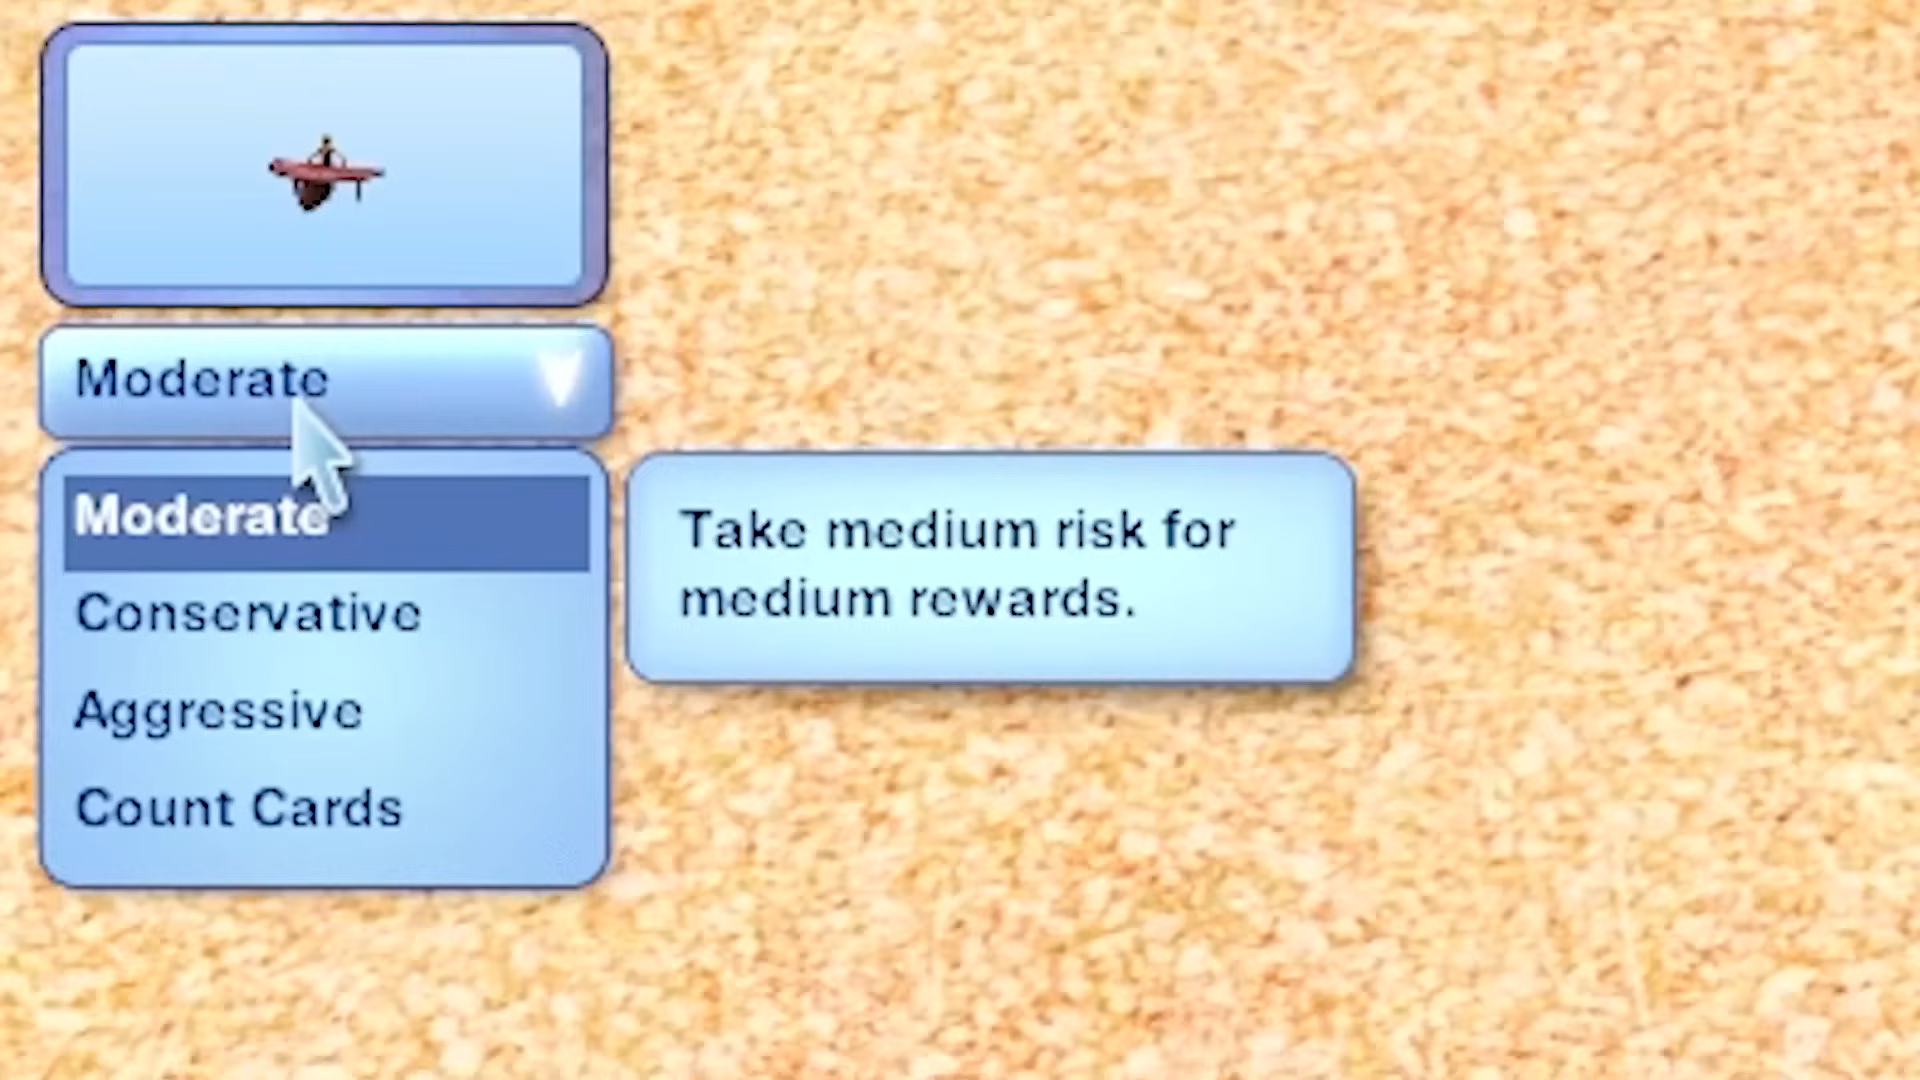 Moderate
Moderate
Conservative
Aggressive
Count Cards
Take medium risk for
medium rewards.